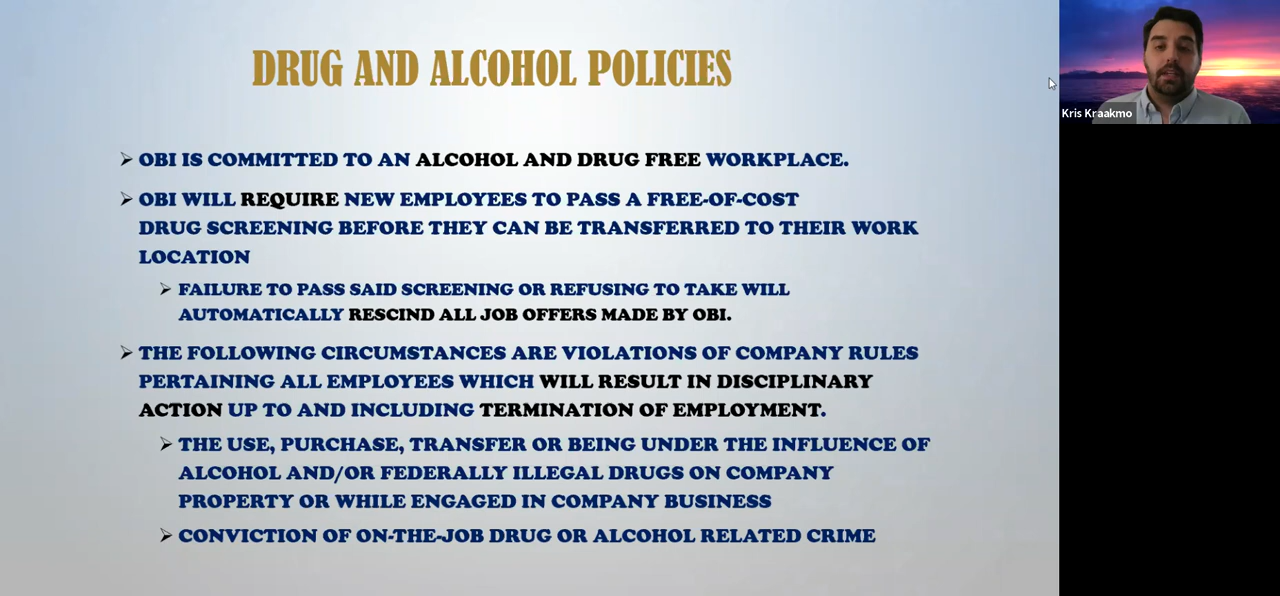 DRUG AND ALCOHOL POLICIES
Kris Kraakmo
OBI IS COMMITTED TO AN ALCOHOL AND DRUG FREE WORKPLACE.
OBI WILL REQUIRE NEW EMPLOYEES TO PASS A FREE-OF-COST
DRUG SCREENING BEFORE THEY CAN BE TRANSFERRED TO THEIR WORK
LOCATION
FAILURE TO PASS SAID SCREENING OR REFUSING TO TAKE WILL
AUTOMATICALLY RESCIND ALL JOB OFFERS MADE BY OBI.
THE FOLLOWING CIRCUMSTANCES ARE VIOLATIONS OF COMPANY RULES
PERTAINING ALL EMPLOYEES WHICH WILL RESULT IN DISCIPLINARY
ACTION UP TO AND INCLUDING TERMINATION OF EMPLOYMENT.
THE USE, PURCHASE, TRANSFER OR BEING UNDER THE INFLUENCE OF
ALCOHOL AND/OR FEDERALLY ILLEGAL DRUGS ON COMPANY
PROPERTY OR WHILE ENGAGED IN COMPANY BUSINESS
CONVICTION OF ON-THE-JOB DRUG OR ALCOHOL RELATED CRIME